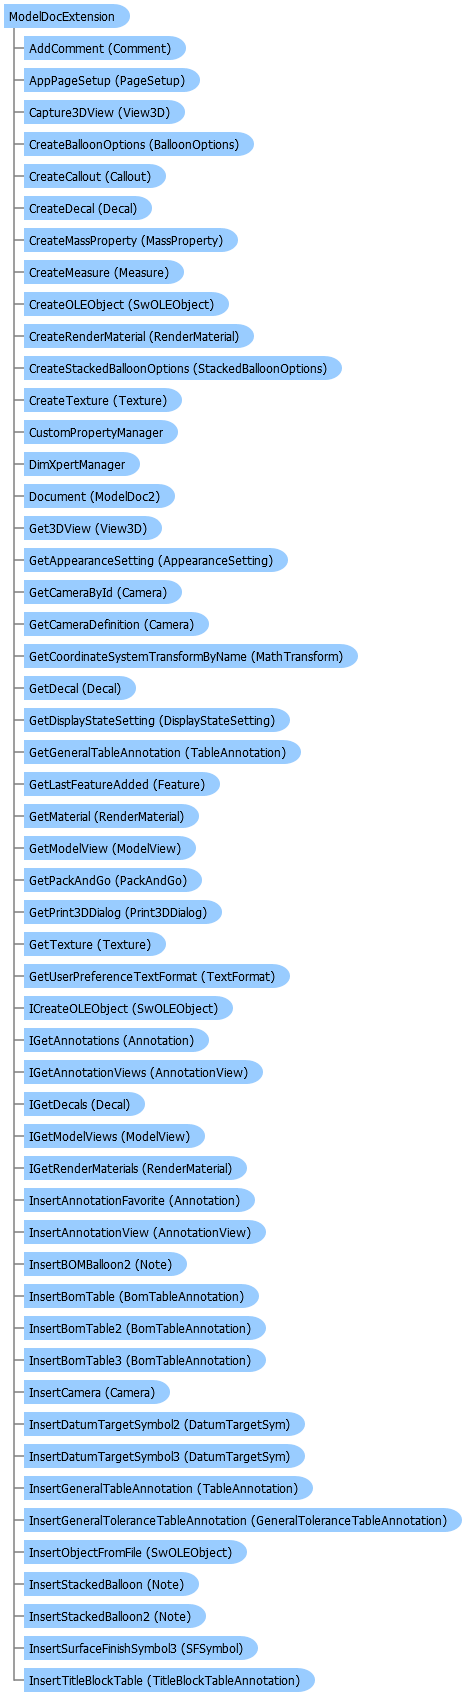 ModelDocExtension
AddComment (Comment)
AppPageSetup (PageSetup)
Capture3DView (View3D)
CreateBalloonOptions (BalloonOptions)
CreateCallout (Callout)
CreateDecal (Decal)
CreateMassProperty (MassProperty)
CreateMeasure (Measure)
CreateOLEObject (SwOLEObject)
CreateRenderMaterial (RenderMaterial)
CreateStackedBalloonOptions (StackedBalloonOptions)
CreateTexture (Texture)
CustomPropertyManager
DimXpertManager
Document (ModelDoc2)
Get3DView (View3D)
GetAppearanceSetting (AppearanceSetting)
GetCameraById (Camera)
GetCameraDefinition (Camera)
GetCoordinateSystemTransformByName (MathTransform)
GetDecal (Decal)
GetDisplayStateSetting (DisplayStateSetting)
GetGeneralTableAnnotation (TableAnnotation)
GetLastFeatureAdded (Feature)
GetMaterial (RenderMaterial)
GetModelView (ModelView)
GetPackAndGo (PackAndGo)
GetPrint3DDialog (Print3DDialog)
GetTexture (Texture)
GetUserPreferenceTextFormat (TextFormat)
ICreateOLEObject (SwOLEObject)
IGetAnnotations (Annotation)
IGetAnnotationViews (AnnotationView)
IGetDecals (Decal)
IGetModelViews (ModelView)
IGetRenderMaterials (RenderMaterial)
InsertAnnotationFavorite (Annotation)
InsertAnnotationView (AnnotationView)
InsertBOMBalloon2 (Note)
InsertBomTable (BomTableAnnotation)
InsertBomTable2 (BomTableAnnotation)
InsertBomTable3 (BomTableAnnotation)
InsertCamera (Camera)
InsertDatumTargetSymbol2 (DatumTargetSym)
InsertDatumTargetSymbol3 (DatumTargetSym)
InsertGeneralTableAnnotation (TableAnnotation)
InsertGeneralToleranceTableAnnotation (GeneralToleranceTableAnnotation)
InsertObjectFromFile (SwOLEObject)
InsertStackedBalloon (Note)
InsertStackedBalloon2 (Note)
InsertSurfaceFinishSymbol3 (SFSymbol)
InsertTitleBlockTable (TitleBlockTableAnnotation)